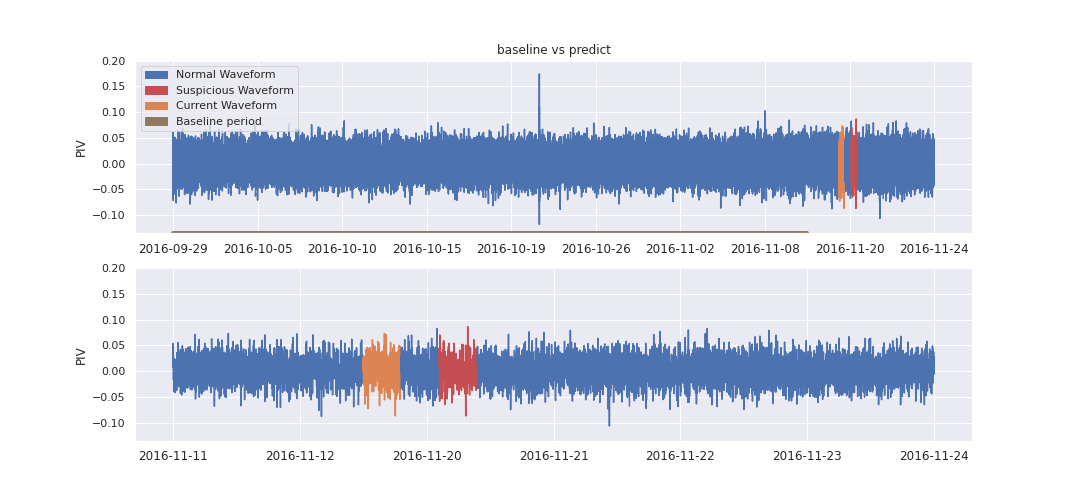 baseline vs predict
0.20
0.15
0.10
0.05
0.00
−0.05
−0.10
PIV
Normal Waveform
Suspicious Waveform
Current Waveform
Baseline period
2016-09-29 2016-10-05 2016-10-10 2016-10-15 2016-10-19 2016-10-26 2016-11-02 2016-11-08 2016-11-20 2016-11-24
0.20
0.15
0.10
0.05
0.00
−0.05
−0.10
PIV
2016-11-11 2016-11-12 2016-11-20 2016-11-21 2016-11-22 2016-11-23 2016-11-24